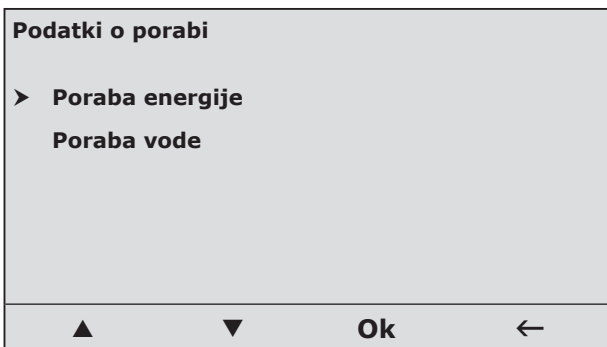 Podatki o porabi
➤ Poraba energije
Poraba vode
▲ ▼ Ok ←